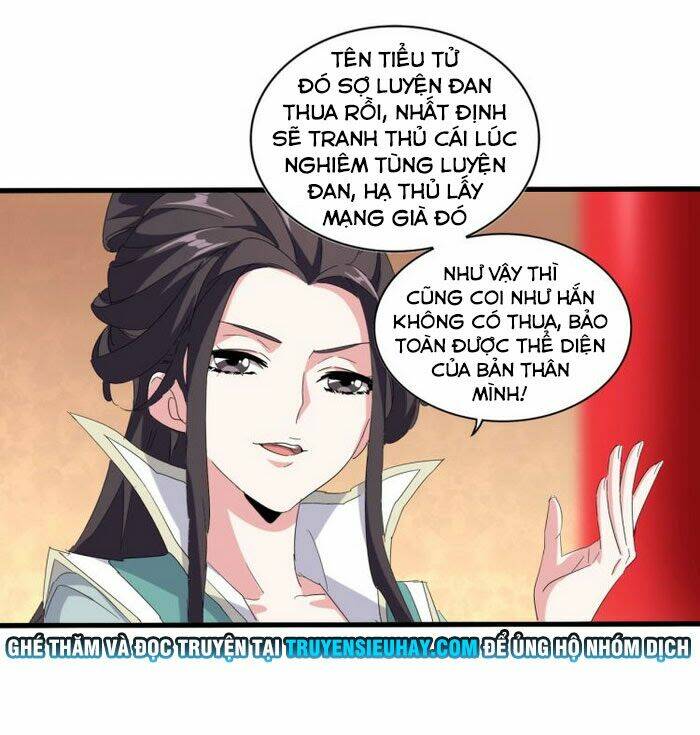 TÊN TIỂU TỬ
ĐÓ SỢ LUYỆN ĐAN
THUA RỒI, NHẤT ĐỊNH
SẼ TRANH THỦ CÁI LÚC
NGHIÊM TÙNG LUYỆN
ĐAN, HẠ THỦ LẤY
MẠNG GIÀ ĐÓ
NHƯ VẬY THÌ
CŨNG COI NHƯ HẮN
KHÔNG CÓ THUA, BẢO
TOÀN ĐƯỢC THỂ DIỆN
CỦA BẢN THÂN
MÌNH!
GHÉ THĂM VÀ ĐỌC TRUYỆN TẠI TRUYENSIEUHAY.COM ĐỂ ỦNG HỘ NHÓM DỊCH